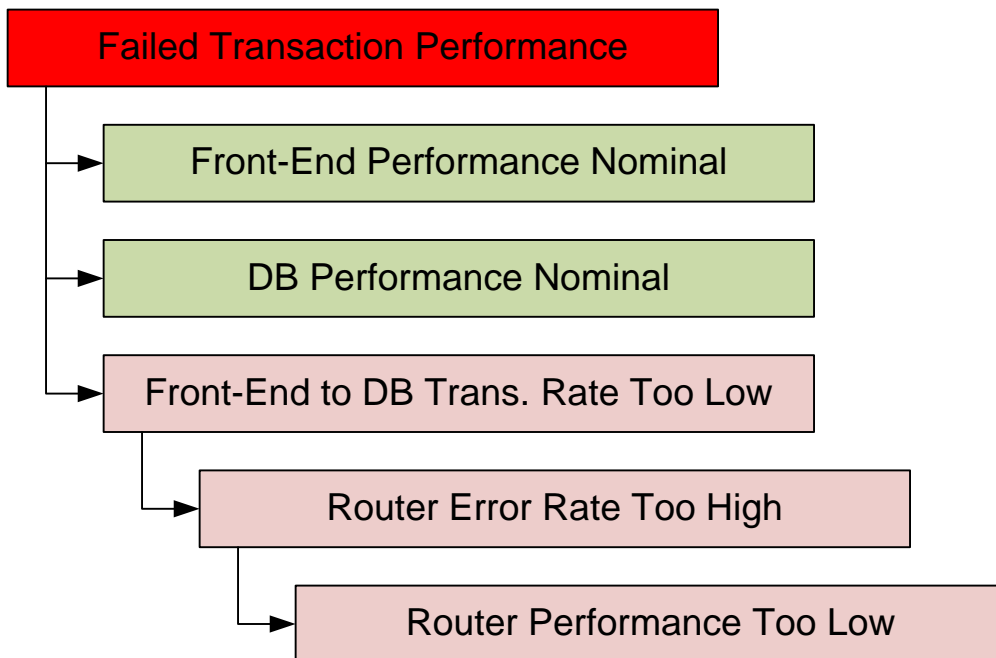 Failed Transaction Performance
Front-End Performance Nominal
DB Performance Nominal
Front-End to DB Trans. Rate Too Low
Router Error Rate Too High
Router Performance Too Low